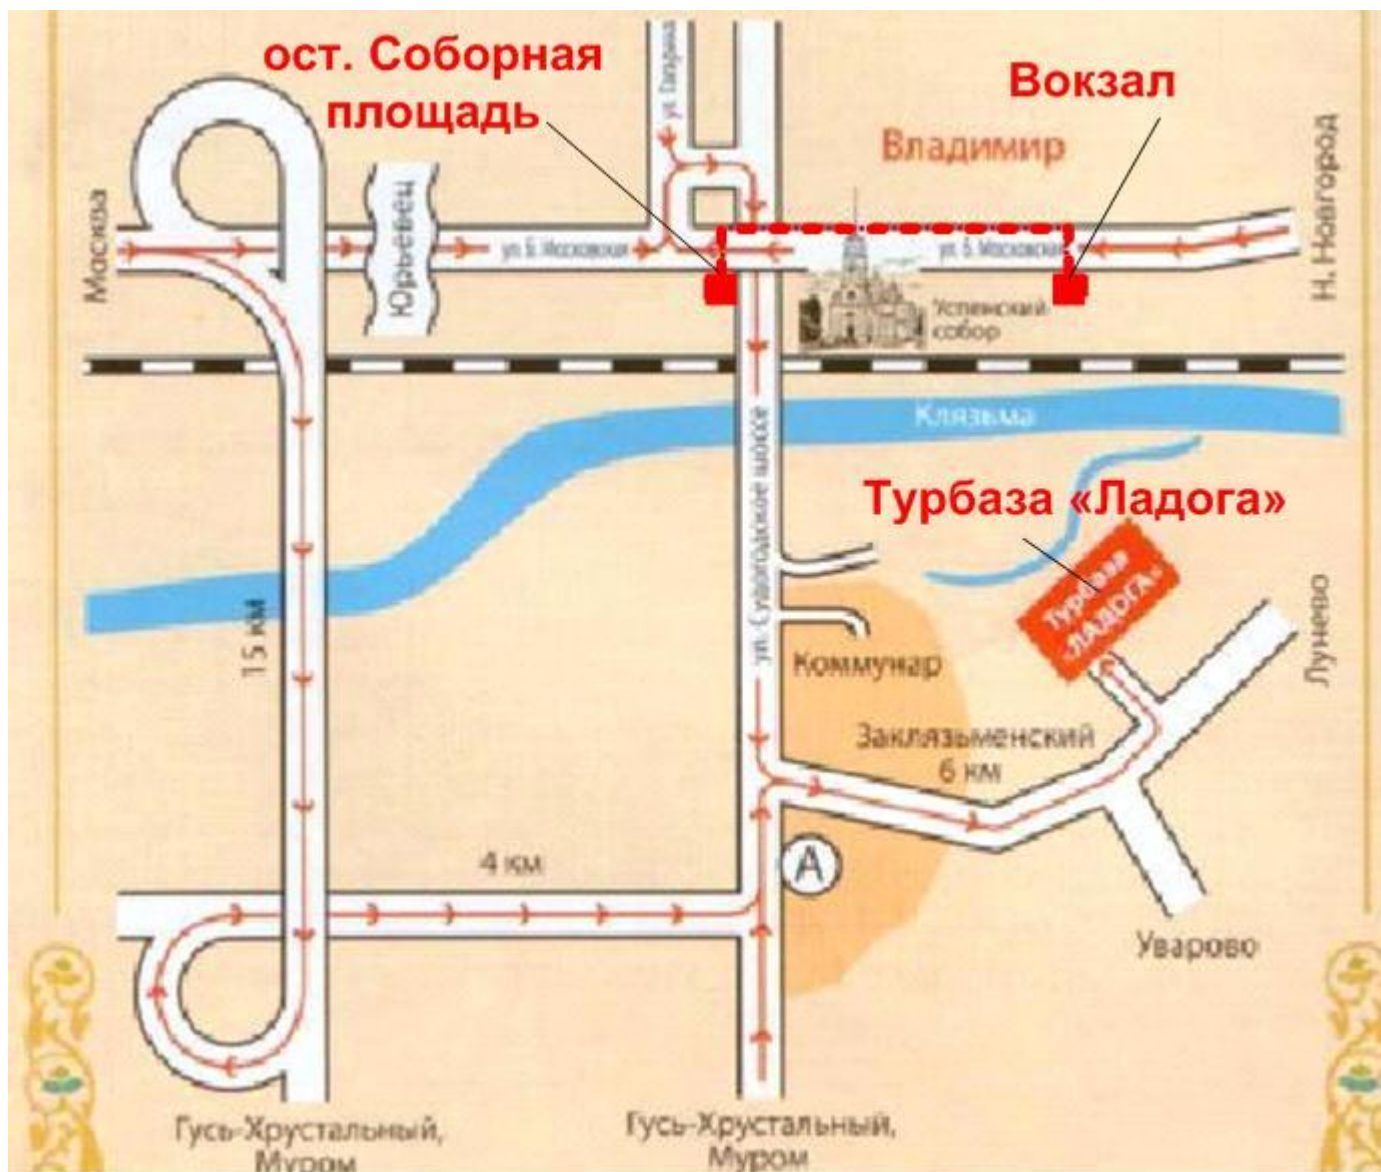 ост. Соборная
площадь
Вокзал
ул. Гагарина
Владимир
Москва
Юрьевец
ул. Б. Московская
ул. Б. Московская
Н. Новгород
Успенский
собор
Клязьма
ул. Судогодское шоссе
Турбаза «Ладога»
Турбаза
«ЛАДОГА»
15 км
Коммунар
Лунево
Заклязьменский
6 км
4 км
А
Уварово
Гусь-Хрустальный,
Муром
Гусь-Хрустальный,
Муром